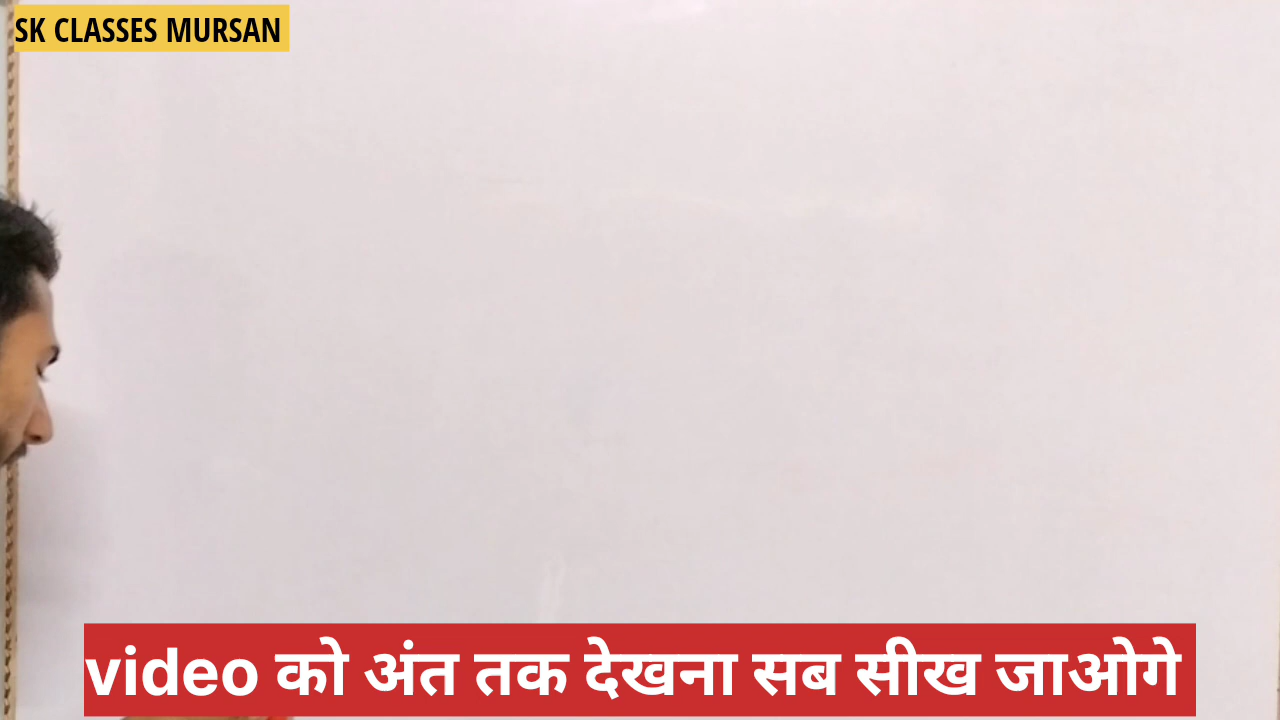 SK CLASSES MURSAN
video को अंत तक देखना सब सीख जाओगे